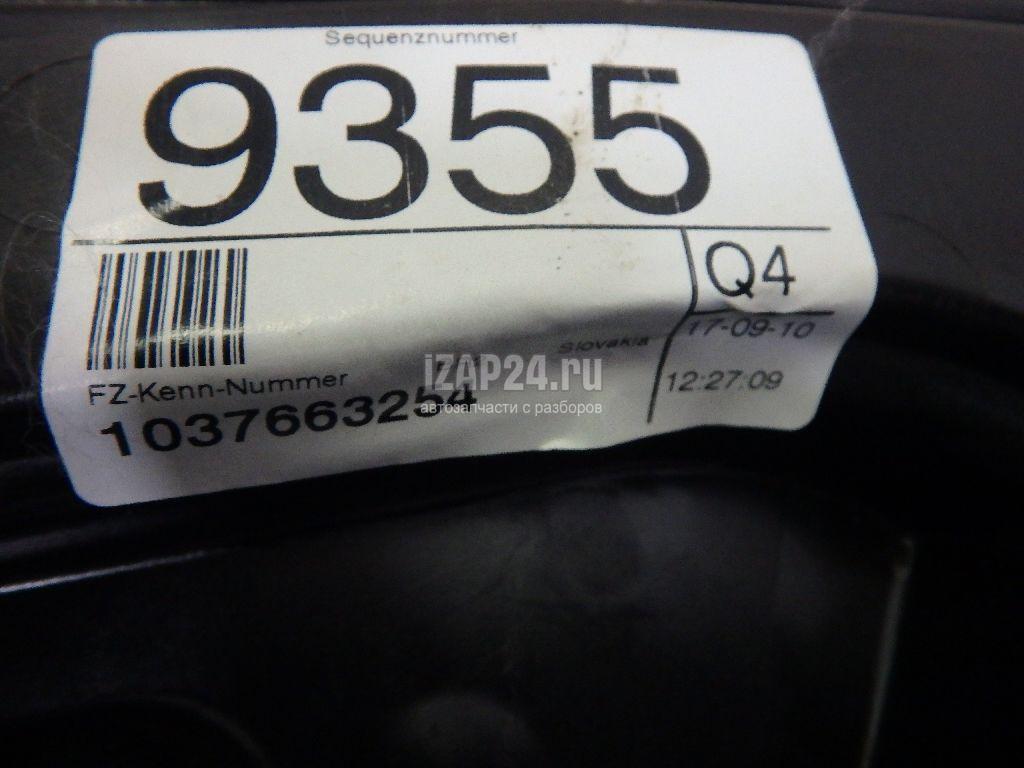 Sequenznummer
9355
Q4
17-09-10
Slovakia
12:27:09
FZ-Kenn-Nummer
1037663254
iZAP24.ru
автозапчасти с разборов